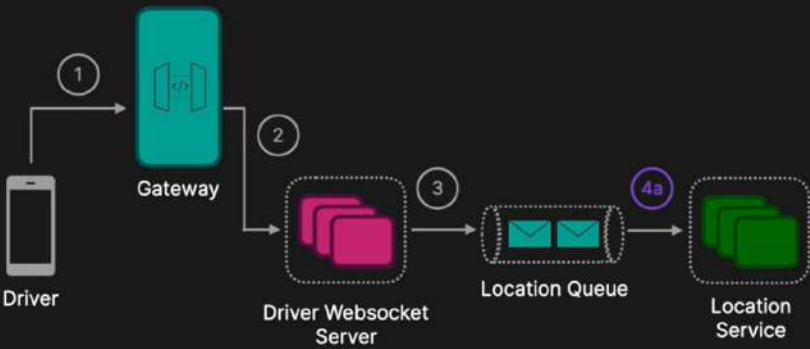 1
</>
Gateway
2
Driver
3
Driver Websocket
Server
Location Queue
4a
Location
Service